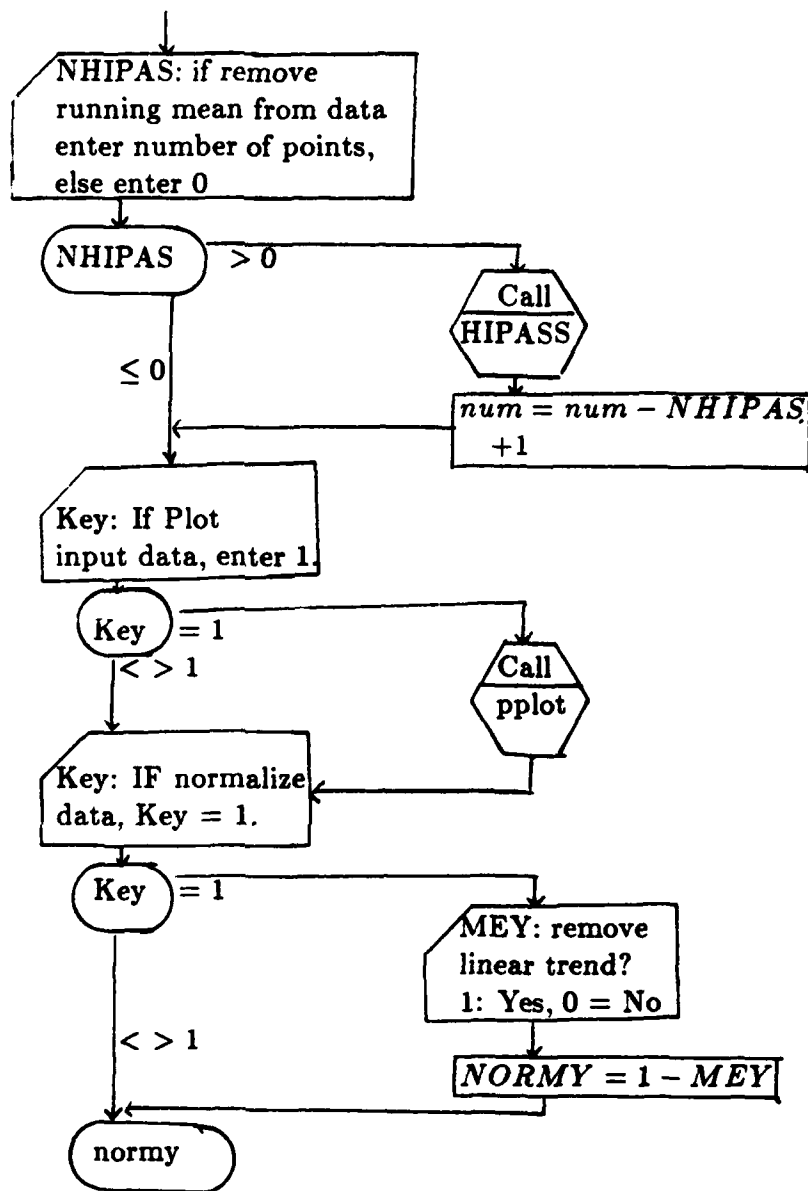 NHIPAS: if remove
running mean from data
enter number of points,
else enter 0
NHIPAS
> 0
Call
HIPASS
≤ 0
num = num − NHIPAS
+1
Key: If Plot
input data, enter 1.
Key
= 1
< > 1
Call
pplot
Key: IF normalize
data, Key = 1.
Key
= 1
MEY: remove
linear trend?
1: Yes, 0 = No
< > 1
NORMY = 1 − MEY
normy